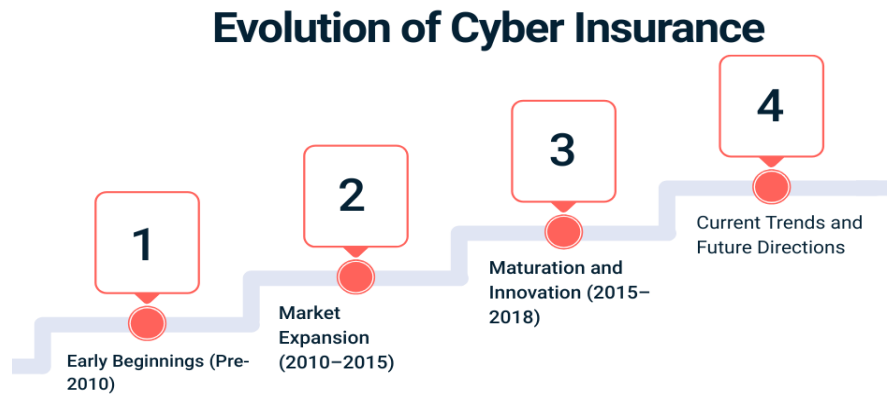 Evolution of Cyber Insurance
1
Early Beginnings (Pre-
2010)
2
Market
Expansion
(2010–2015)
3
Maturation and
Innovation (2015–
2018)
4
Current Trends and
Future Directions